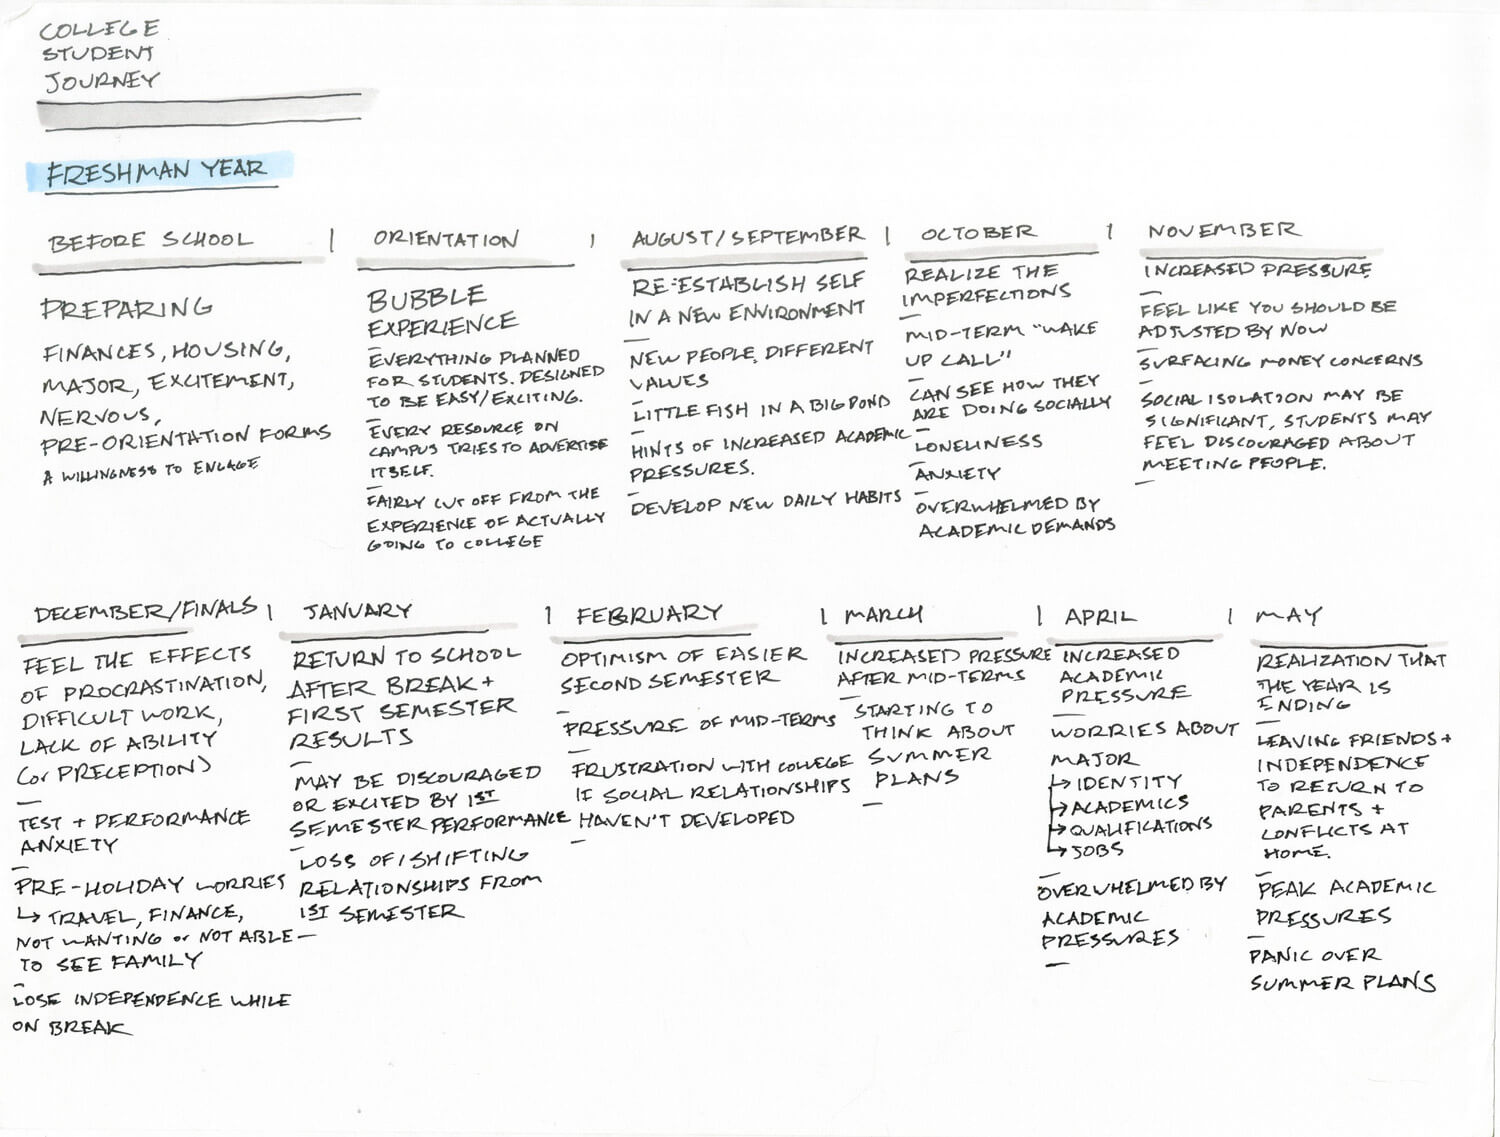 COLLEGE
STUDENT
JOURNEY
FRESHMAN YEAR
BEFORE SCHOOL
PREPARING
FINANCES, HOUSING,
MAJOR, EXCITEMENT,
NERVOUS,
PRE-ORIENTATION FORMS
A WILLINGNESS TO ENGAGE
ORIENTATION
BUBBLE
EXPERIENCE
EVERYTHING PLANNED
FOR STUDENTS. DESIGNED
TO BE EASY/EXCITING.
EVERY RESOURCE ON
CAMPUS TRIES TO ADVERTISE
ITSELF.
FAIRLY CUT OFF FROM THE
EXPERIENCE OF ACTUALLY
GOING TO COLLEGE
AUGUST/SEPTEMBER
RE-ESTABLISH SELF
IN A NEW ENVIRONMENT
NEW PEOPLE, DIFFERENT
VALUES
LITTLE FISH IN A BIG POND
HINTS OF INCREASED ACADEMIC
PRESSURES.
DEVELOP NEW DAILY HABITS
OCTOBER
REALIZE THE
IMPERFECTIONS
MID-TERM "WAKE
UP CALL"
CAN SEE HOW THEY
ARE DOING SOCIALLY
LONELINESS
ANXIETY
OVERWHELMED BY
ACADEMIC DEMANDS
NOVEMBER
INCREASED PRESSURE
FEEL LIKE YOU SHOULD BE
ADJUSTED BY NOW
SURFACING MONEY CONCERNS
SOCIAL ISOLATION MAY BE
SIGNIFICANT, STUDENTS MAY
FEEL DISCOURAGED ABOUT
MEETING PEOPLE.
DECEMBER/FINALS
FEEL THE EFFECTS
OF PROCRASTINATION,
DIFFICULT WORK,
LACK OF ABILITY
(or PRECEPTION)
TEST + PERFORMANCE
ANXIETY
PRE-HOLIDAY WORRIES
↳ TRAVEL, FINANCE,
NOT WANTING or NOT ABLE —
TO SEE FAMILY
LOSE INDEPENDENCE WHILE
ON BREAK
JANUARY
RETURN TO SCHOOL
AFTER BREAK +
FIRST SEMESTER
RESULTS
MAY BE DISCOURAGED
OR EXCITED BY 1ST
SEMESTER PERFORMANCE
LOSS OF/SHIFTING
RELATIONSHIPS FROM
1ST SEMESTER
FEBRUARY
OPTIMISM OF EASIER
SECOND SEMESTER
PRESSURE OF MID-TERMS
FRUSTRATION WITH COLLEGE
IF SOCIAL RELATIONSHIPS
HAVEN'T DEVELOPED
MARCH
INCREASED PRESSURE
AFTER MID-TERMS
STARTING TO
THINK ABOUT
SUMMER
PLANS
APRIL
INCREASED
ACADEMIC
PRESSURE
WORRIES ABOUT
MAJOR
↳ IDENTITY
↳ ACADEMICS
↳ QUALIFICATIONS
↳ JOBS
OVERWHELMED BY
ACADEMIC
PRESSURES
MAY
REALIZATION THAT
THE YEAR IS
ENDING
LEAVING FRIENDS +
INDEPENDENCE
TO RETURN TO
PARENTS +
CONFLICTS AT
HOME.
PEAK ACADEMIC
PRESSURES
PANIC OVER
SUMMER PLANS